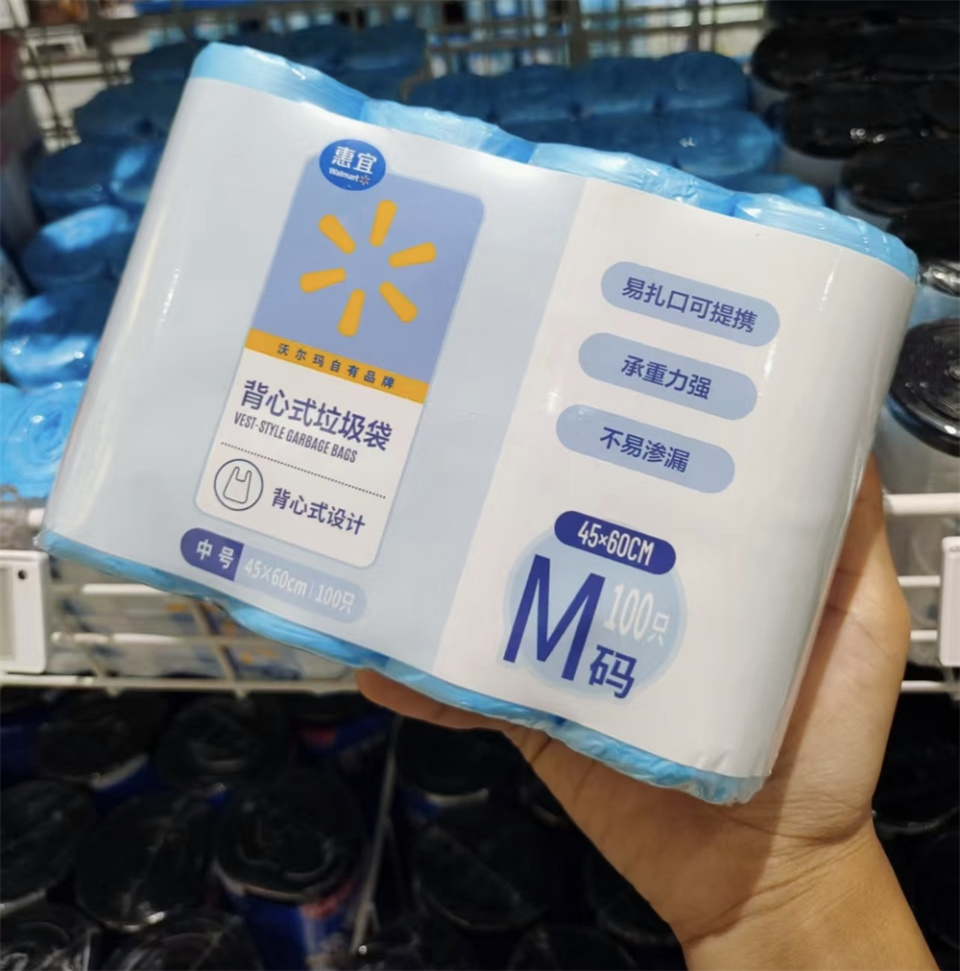 惠宜
Walmart
沃尔玛自有品牌
背心式垃圾袋
VEST-STYLE GARBAGE BAGS
背心式设计
中号 45×60cm 100只
易扎口可提携
承重力强
不易渗漏
45×60CM
M码 100只